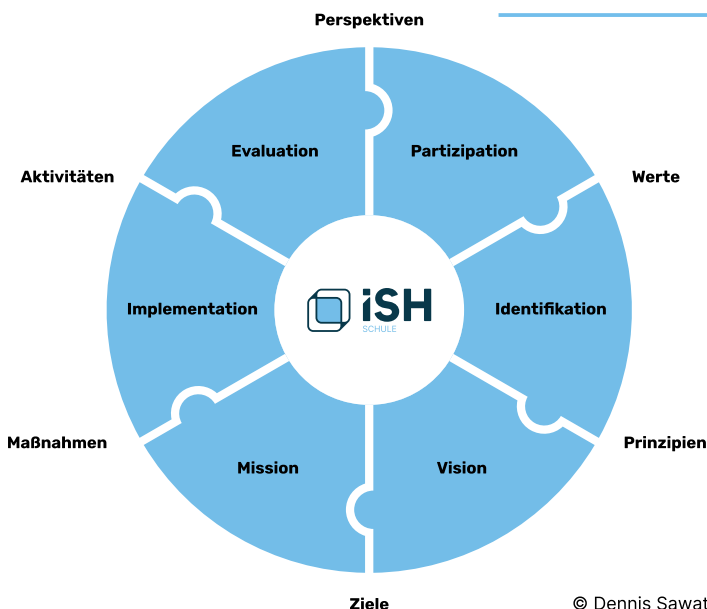 Perspektiven
Evaluation
Partizipation
Aktivitäten
Werte
Implementation
iSH
SCHULE
Identifikation
Maßnahmen
Prinzipien
Mission
Vision
Ziele
© Dennis Sawat